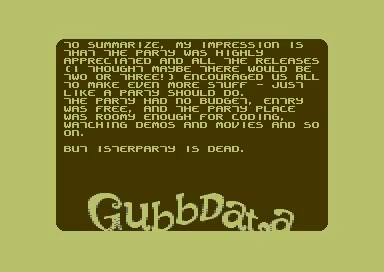 TO SUMMARIZE, MY IMPRESSION IS
THAT THE PARTY WAS HIGHLY
APPRECIATED AND ALL THE RELEASES
(I THOUGHT MAYBE THERE WOULD BE
TWO OR THREE!) ENCOURAGED US ALL
TO MAKE EVEN MORE STUFF - JUST
LIKE A PARTY SHOULD DO.
THE PARTY HAD NO BUDGET, ENTRY
WAS FREE, AND THE PARTY PLACE
WAS ROOMY ENOUGH FOR CODING,
WATCHING DEMOS AND MOVIES AND SO
ON.
BUT ISTERPARTY IS DEAD.
GubbData